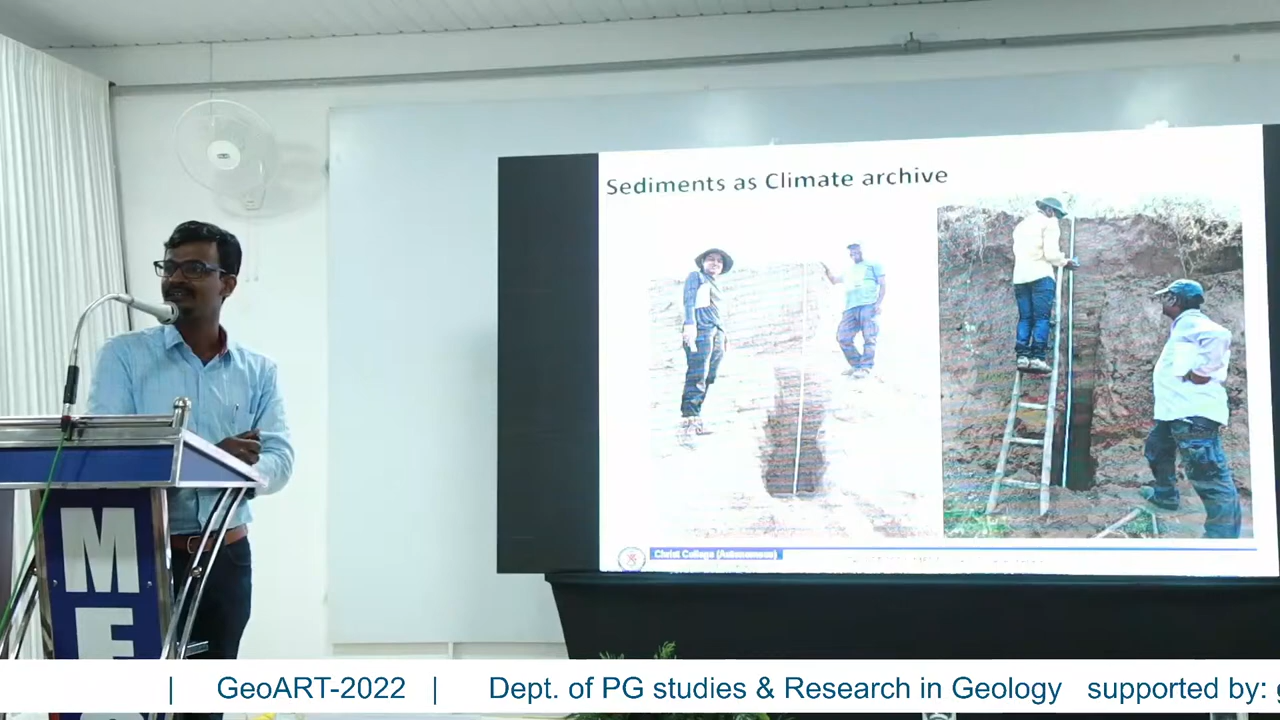 Sediments as Climate archive
Christ College (Autonomous)
M
E
| GeoART-2022 | Dept. of PG studies & Research in Geology supported by: